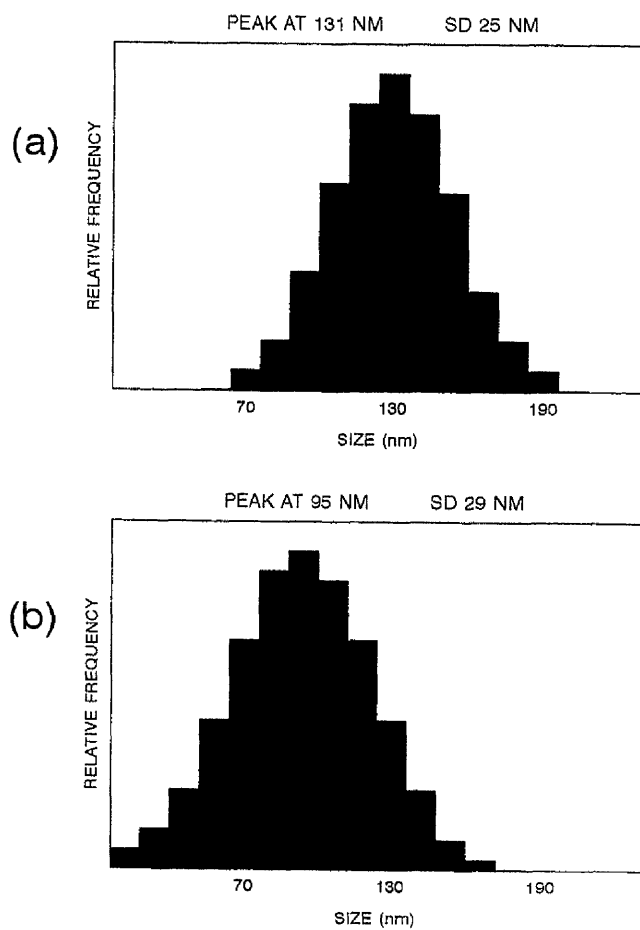 PEAK AT 131 NM SD 25 NM
(a)
RELATIVE FREQUENCY
70 130 190
SIZE (nm)
PEAK AT 95 NM SD 29 NM
(b)
RELATIVE FREQUENCY
70 130 190
SIZE (nm)